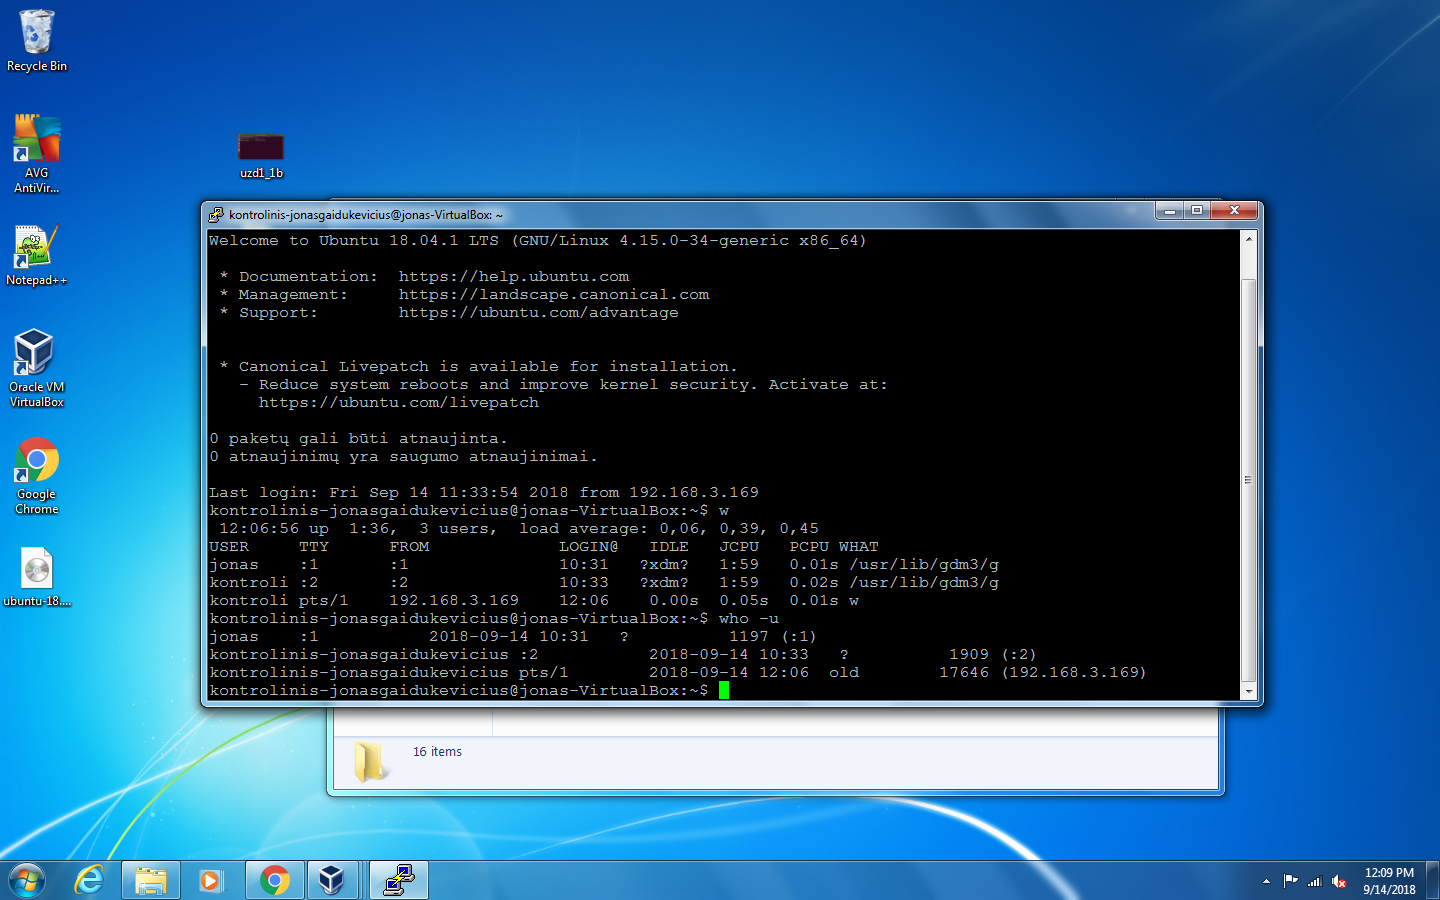 Recycle Bin
AVG
AntiVir...
Notepad++
Oracle VM
VirtualBox
Google
Chrome
ubuntu-18....
uzd1_1b
kontrolinis-jonasgaidukevicius@jonas-VirtualBox: ~
Welcome to Ubuntu 18.04.1 LTS (GNU/Linux 4.15.0-34-generic x86_64)
* Documentation:  https://help.ubuntu.com
* Management:     https://landscape.canonical.com
* Support:        https://ubuntu.com/advantage
* Canonical Livepatch is available for installation.
- Reduce system reboots and improve kernel security. Activate at:
https://ubuntu.com/livepatch
0 paketų gali būti atnaujinta.
0 atnaujinimų yra saugumo atnaujinimai.
Last login: Fri Sep 14 11:33:54 2018 from 192.168.3.169
kontrolinis-jonasgaidukevicius@jonas-VirtualBox:~$ w
12:06:56 up  1:36,  3 users,  load average: 0,06, 0,39, 0,45
USER     TTY      FROM             LOGIN@   IDLE   JCPU   PCPU WHAT
jonas    :1       :1               10:31   ?xdm?   1:59   0.01s /usr/lib/gdm3/g
kontroli :2       :2               10:33   ?xdm?   1:59   0.02s /usr/lib/gdm3/g
kontroli pts/1    192.168.3.169    12:06    0.00s  0.05s  0.01s w
kontrolinis-jonasgaidukevicius@jonas-VirtualBox:~$ who -u
jonas    :1           2018-09-14 10:31   ?          1197 (:1)
kontrolinis-jonasgaidukevicius :2           2018-09-14 10:33   ?          1909 (:2)
kontrolinis-jonasgaidukevicius pts/1        2018-09-14 12:06  old        17646 (192.168.3.169)
kontrolinis-jonasgaidukevicius@jonas-VirtualBox:~$
16 items
12:09 PM
9/14/2018